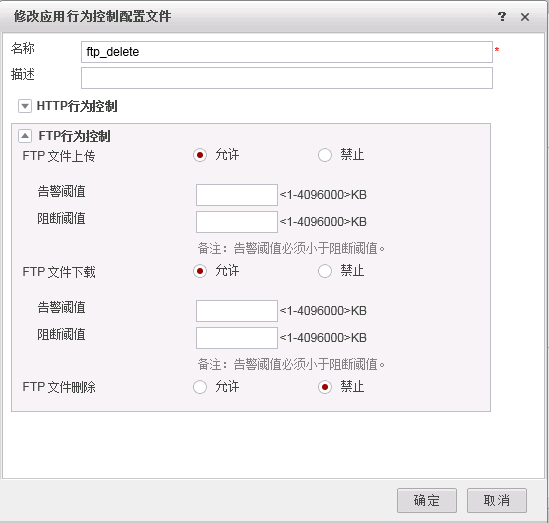 修改应用行为控制配置文件 ? ×
名称 ftp_delete *
描述
HTTP行为控制
FTP行为控制
FTP 文件上传 允许 禁止
告警阈值 <1-4096000>KB
阻断阈值 <1-4096000>KB
备注：告警阈值必须小于阻断阈值。
FTP 文件下载 允许 禁止
告警阈值 <1-4096000>KB
阻断阈值 <1-4096000>KB
备注：告警阈值必须小于阻断阈值。
FTP 文件删除 允许 禁止
确定 取消